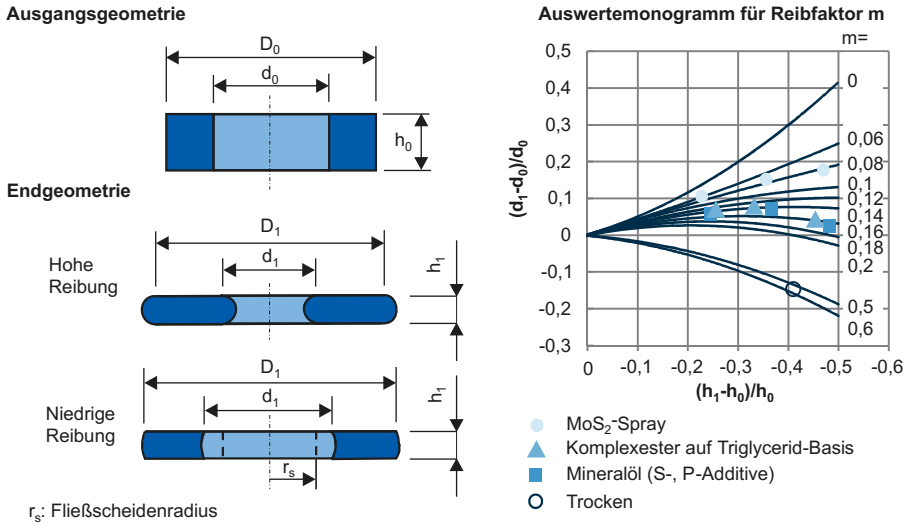 Ausgangsgeometrie
D0
d0
h0
Endgeometrie
D1
d1
h1
Hohe
Reibung
D1
d1
h1
Niedrige
Reibung
rs
rs: Fließscheidenradius
Auswertemonogramm für Reibfaktor m
m=
0,5
0,4
0,3
0,2
0,1
0
-0,1
-0,2
-0,3
(d1-d0)/d0
0
0,06
0,08
0,1
0,12
0,14
0,16
0,18
0,2
0,5
0,6
0
-0,1
-0,2
-0,3
-0,4
-0,5
-0,6
(h1-h0)/h0
MoS2-Spray
Komplexester auf Triglycerid-Basis
Mineralöl (S-, P-Additive)
Trocken